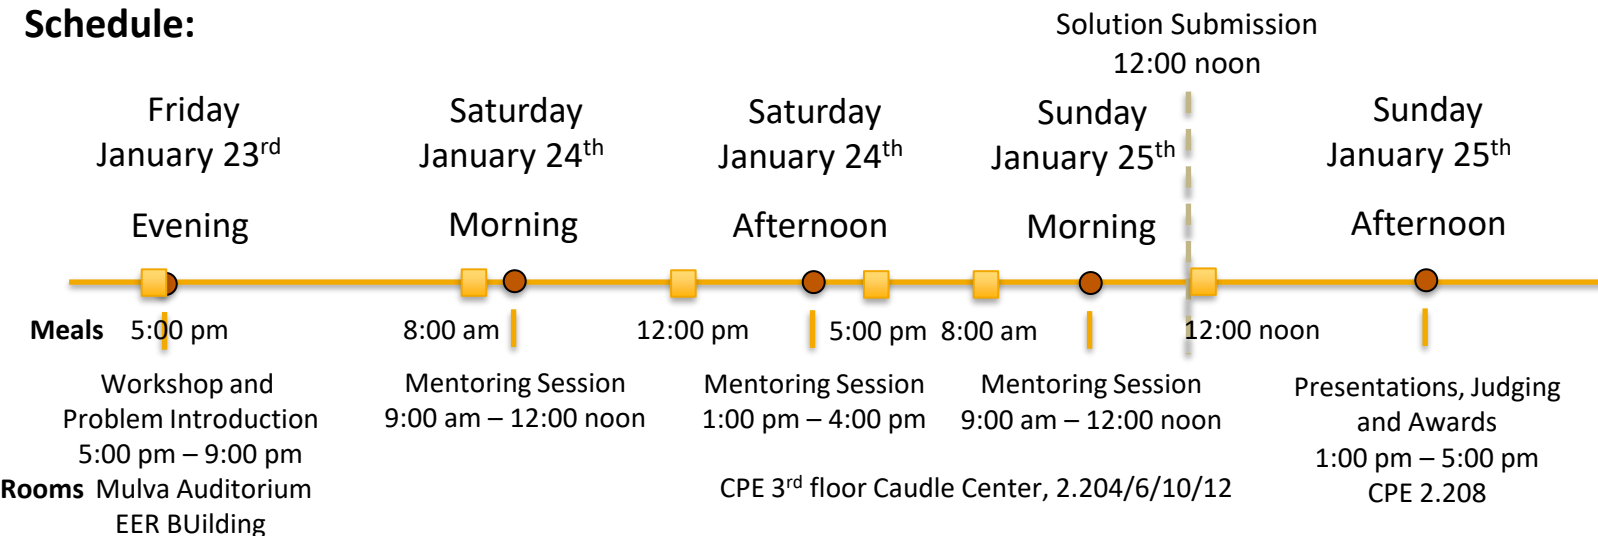 Schedule:
Solution Submission
12:00 noon
Friday
January 23rd
Evening
Saturday
January 24th
Morning
Saturday
January 24th
Afternoon
Sunday
January 25th
Morning
Sunday
January 25th
Afternoon
Meals 5:00 pm 8:00 am 12:00 pm 5:00 pm 8:00 am 12:00 noon
Workshop and
Problem Introduction
5:00 pm – 9:00 pm
Mentoring Session
9:00 am – 12:00 noon
Mentoring Session
1:00 pm – 4:00 pm
Mentoring Session
9:00 am – 12:00 noon
Presentations, Judging
and Awards
1:00 pm – 5:00 pm
CPE 2.208
Rooms Mulva Auditorium
EER BUilding
CPE 3rd floor Caudle Center, 2.204/6/10/12